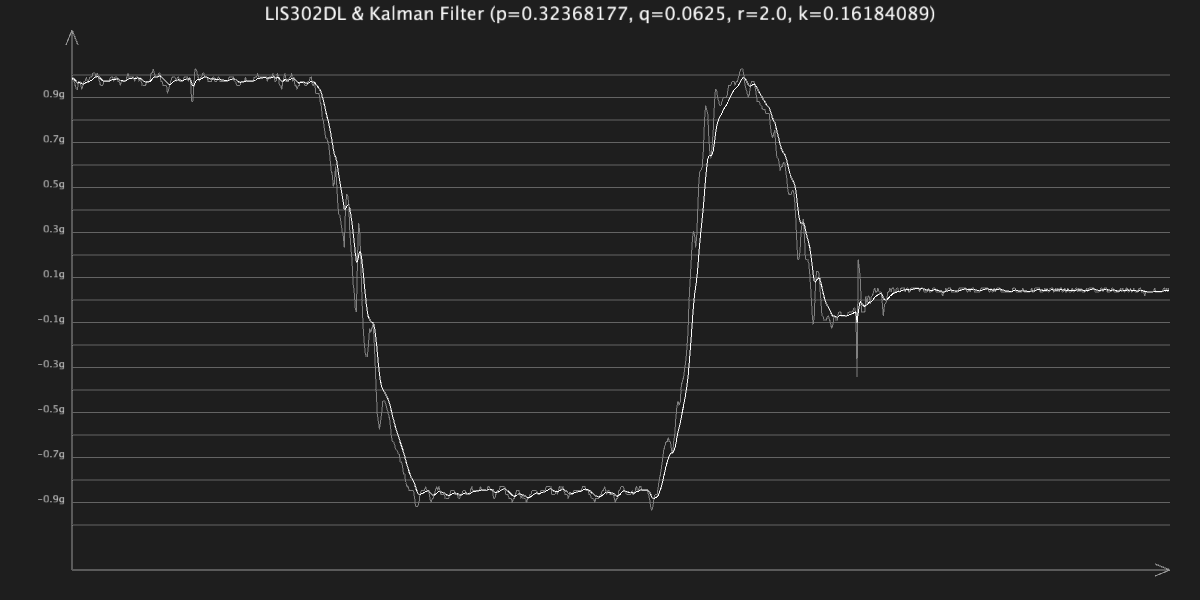 LIS302DL & Kalman Filter (p=0.32368177, q=0.0625, r=2.0, k=0.16184089)
0.9g
0.7g
0.5g
0.3g
0.1g
-0.1g
-0.3g
-0.5g
-0.7g
-0.9g